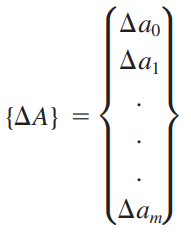 Δa₀
Δa₁
.
{ΔA} = .
.
Δaₘ